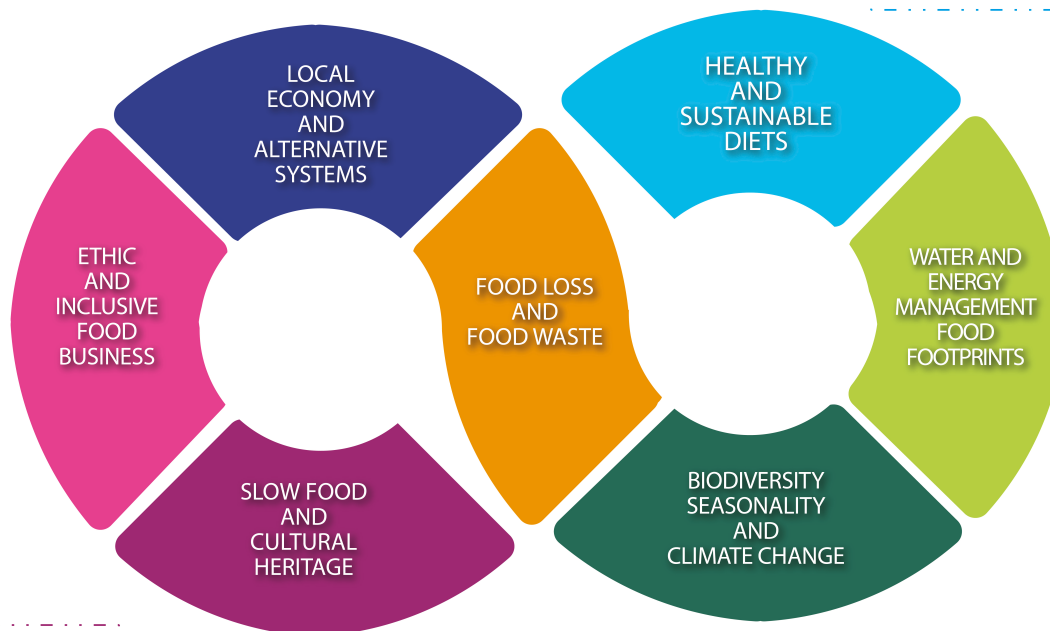 LOCAL
ECONOMY
AND
ALTERNATIVE
SYSTEMS
HEALTHY
AND
SUSTAINABLE
DIETS
ETHIC
AND
INCLUSIVE
FOOD
BUSINESS
FOOD LOSS
AND
FOOD WASTE
WATER AND
ENERGY
MANAGEMENT
FOOD
FOOTPRINTS
SLOW FOOD
AND
CULTURAL
HERITAGE
BIODIVERSITY
SEASONALITY
AND
CLIMATE CHANGE